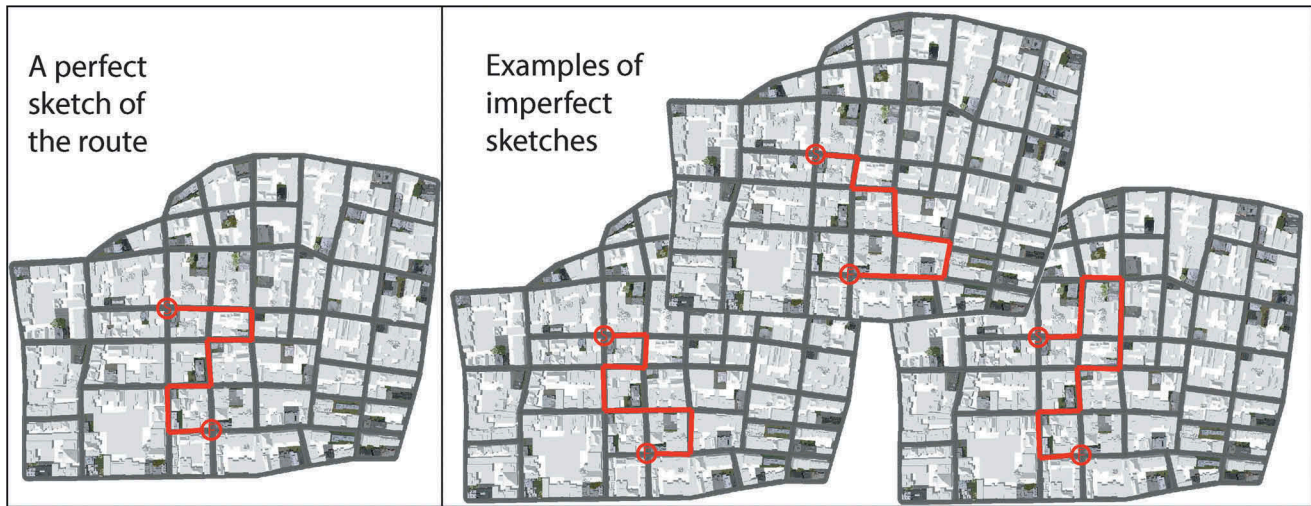 A perfect
sketch of
the route
Examples of
imperfect
sketches